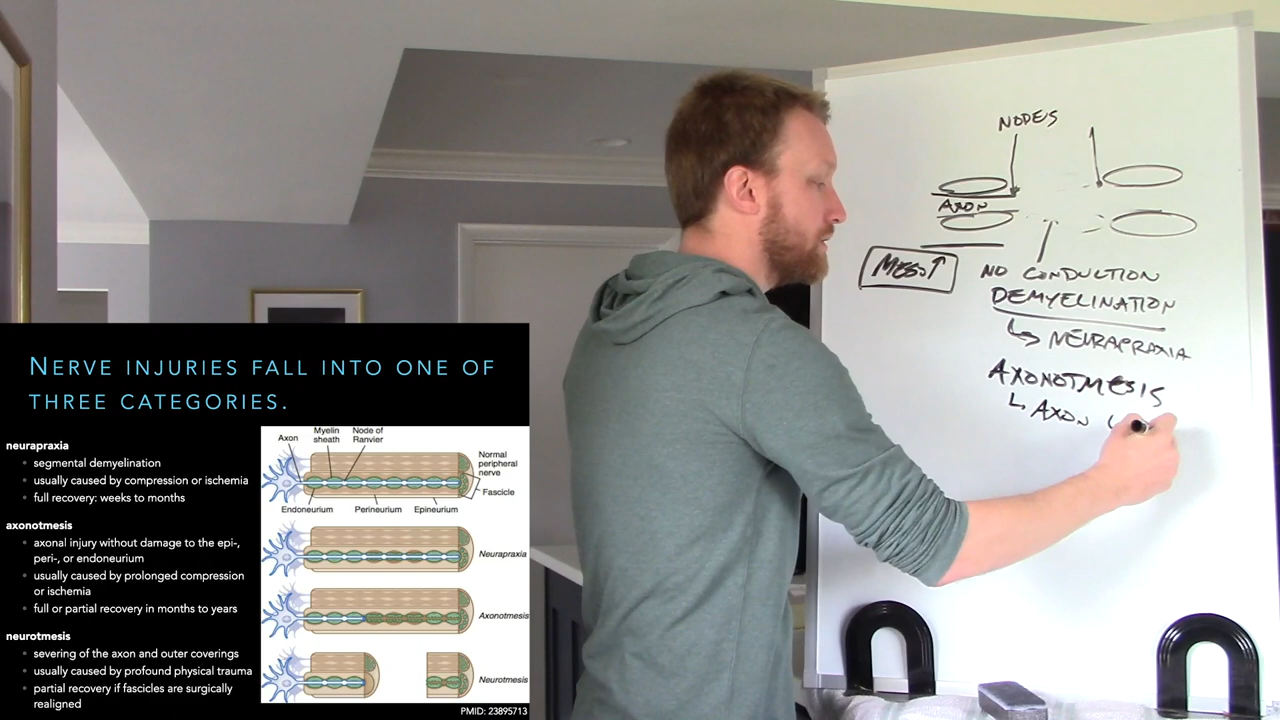 NERVE INJURIES FALL INTO ONE OF
THREE CATEGORIES.
neurapraxia
segmental demyelination
usually caused by compression or ischemia
full recovery: weeks to months
axonotmesis
axonal injury without damage to the epi-,
peri-, or endoneurium
usually caused by prolonged compression
or ischemia
full or partial recovery in months to years
neurotmesis
severing of the axon and outer coverings
usually caused by profound physical trauma
partial recovery if fascicles are surgically
realigned
Axon
Myelin
sheath
Node of
Ranvier
Normal
peripheral
nerve
Fascicle
Endoneurium
Perineurium
Epineurium
Neurapraxia
Axonotmesis
Neurotmesis
PMID: 23895713
NODES
AXON
NO CONDUCTION
DEMYELINATION
↳ NEURAPRAXIA
AXONOTMESIS
↳ AXON